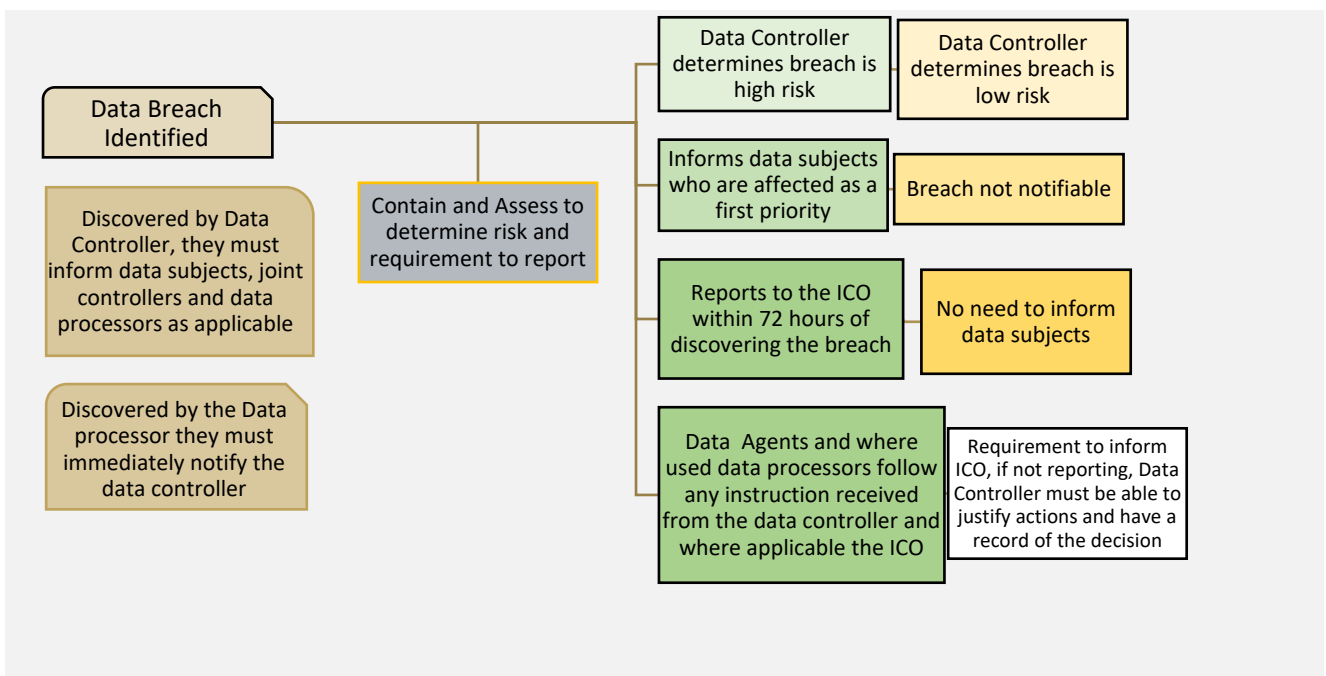 Data Breach
Identified
Discovered by Data
Controller, they must
inform data subjects, joint
controllers and data
processors as applicable
Discovered by the Data
processor they must
immediately notify the
data controller
Contain and Assess to
determine risk and
requirement to report
Data Controller
determines breach is
high risk
Data Controller
determines breach is
low risk
Informs data subjects
who are affected as a
first priority
Breach not notifiable
Reports to the ICO
within 72 hours of
discovering the breach
No need to inform
data subjects
Data Agents and where
used data processors follow
any instruction received
from the data controller and
where applicable the ICO
Requirement to inform
ICO, if not reporting, Data
Controller must be able to
justify actions and have a
record of the decision